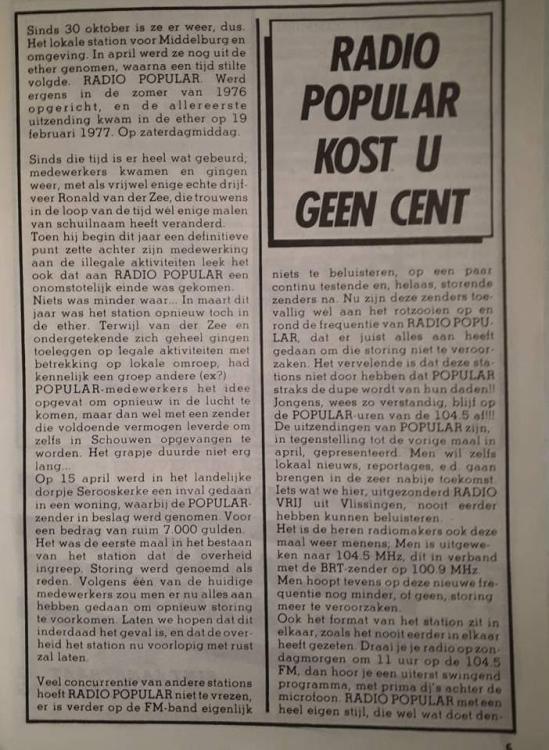 Sinds 30 oktober is ze er weer, dus.
Het lokale station voor Middelburg en
omgeving. In april werd ze nog uit de
ether genomen, waarna een tijd stilte
volgde. RADIO POPULAR. Werd
ergens in de zomer van 1976
opgericht, en de allereerste
uitzending kwam in de ether op 19
februari 1977. Op zaterdagmiddag.
Sinds die tijd is er heel wat gebeurd;
medewerkers kwamen en gingen
weer, met als vrijwel enige echte drijf-
veer Ronald van der Zee, die trouwens
in de loop van de tijd wel enige malen
van schuilnaam heeft veranderd.
Toen hij begin dit jaar een definitieve
punt zette achter zijn medewerking
aan de illegale aktiviteiten leek het
ook dat aan RADIO POPULAR een
onomstotelijk einde was gekomen.
Niets was minder waar... In maart dit
jaar was het station opnieuw toch in
de ether. Terwijl van der Zee en
ondergetekende zich geheel gingen
toeleggen op legale aktiviteiten met
betrekking op lokale omroep, had
kennelijk een groep andere (ex?)
POPULAR-medewerkers het idee
opgevat om opnieuw in de lucht te
komen, maar dan wel met een zender
die voldoende vermogen leverde om
zelfs in Schouwen opgevangen te
worden. Het grapje duurde niet erg
lang...
Op 15 april werd in het landelijke
dorpje Serooskerke een inval gedaan
in een woning, waarbij de POPULAR-
zender in beslag werd genomen. Voor
een bedrag van ruim 7.000 gulden.
Het was de eerste maal in het bestaan
van het station dat de overheid
ingreep. Storing werd genoemd als
reden. Volgens één van de huidige
medewerkers zou men er nu alles aan
hebben gedaan om opnieuw storing
te voorkomen. Laten we hopen dat dit
inderdaad het geval is, en dat de over-
heid het station nu voorlopig met rust
zal laten.
Veel concurrentie van andere stations
hoeft RADIO POPULAR niet te vrezen,
er is verder op de FM-band eigenlijk
RADIO
POPULAR
KOST U
GEEN CENT
niets te beluisteren, op een paar
continu testende en, helaas, storende
zenders na. Nu zijn deze zenders toe-
vallig wel aan het rotzooien op en
rond de frequentie van RADIO POPU-
LAR, dat er juist alles aan heeft
gedaan om die storing niet te veroor-
zaken. Het vervelende is dat deze sta-
tions niet door hebben dat POPULAR
straks de dupe wordt van hun daden!!
Jongens, wees zo verstandig, blijf op
de POPULAR-uren van de 104.5 af!!!
De uitzendingen van POPULAR zijn,
in tegenstelling tot de vorige maal in
april, gepresenteerd. Men wil zelfs
lokaal nieuws, reportages, e.d. gaan
brengen in de zeer nabije toekomst.
Iets wat we hier, uitgezonderd RADIO
VRIJ uit Vlissingen, nooit eerder
hebben kunnen beluisteren.
Het is de heren radiomakers ook deze
maal weer menens; Men is uitgewe-
ken naar 104.5 MHz, dit in verband
met de BRT-zender op 100.9 MHz.
Men hoopt tevens op deze nieuwe fre-
quentie nog minder, of geen, storing
meer te veroorzaken.
Ook het format van het station zit in
elkaar, zoals het nooit eerder in elkaar
heeft gezeten. Draai je je radio op zon-
dagmorgen om 11 uur op de 104.5
FM, dan hoor je een uiterst swingend
programma, met prima dj's achter de
microfoon. RADIO POPULAR met een
heel eigen stijl, die wel wat doet den-